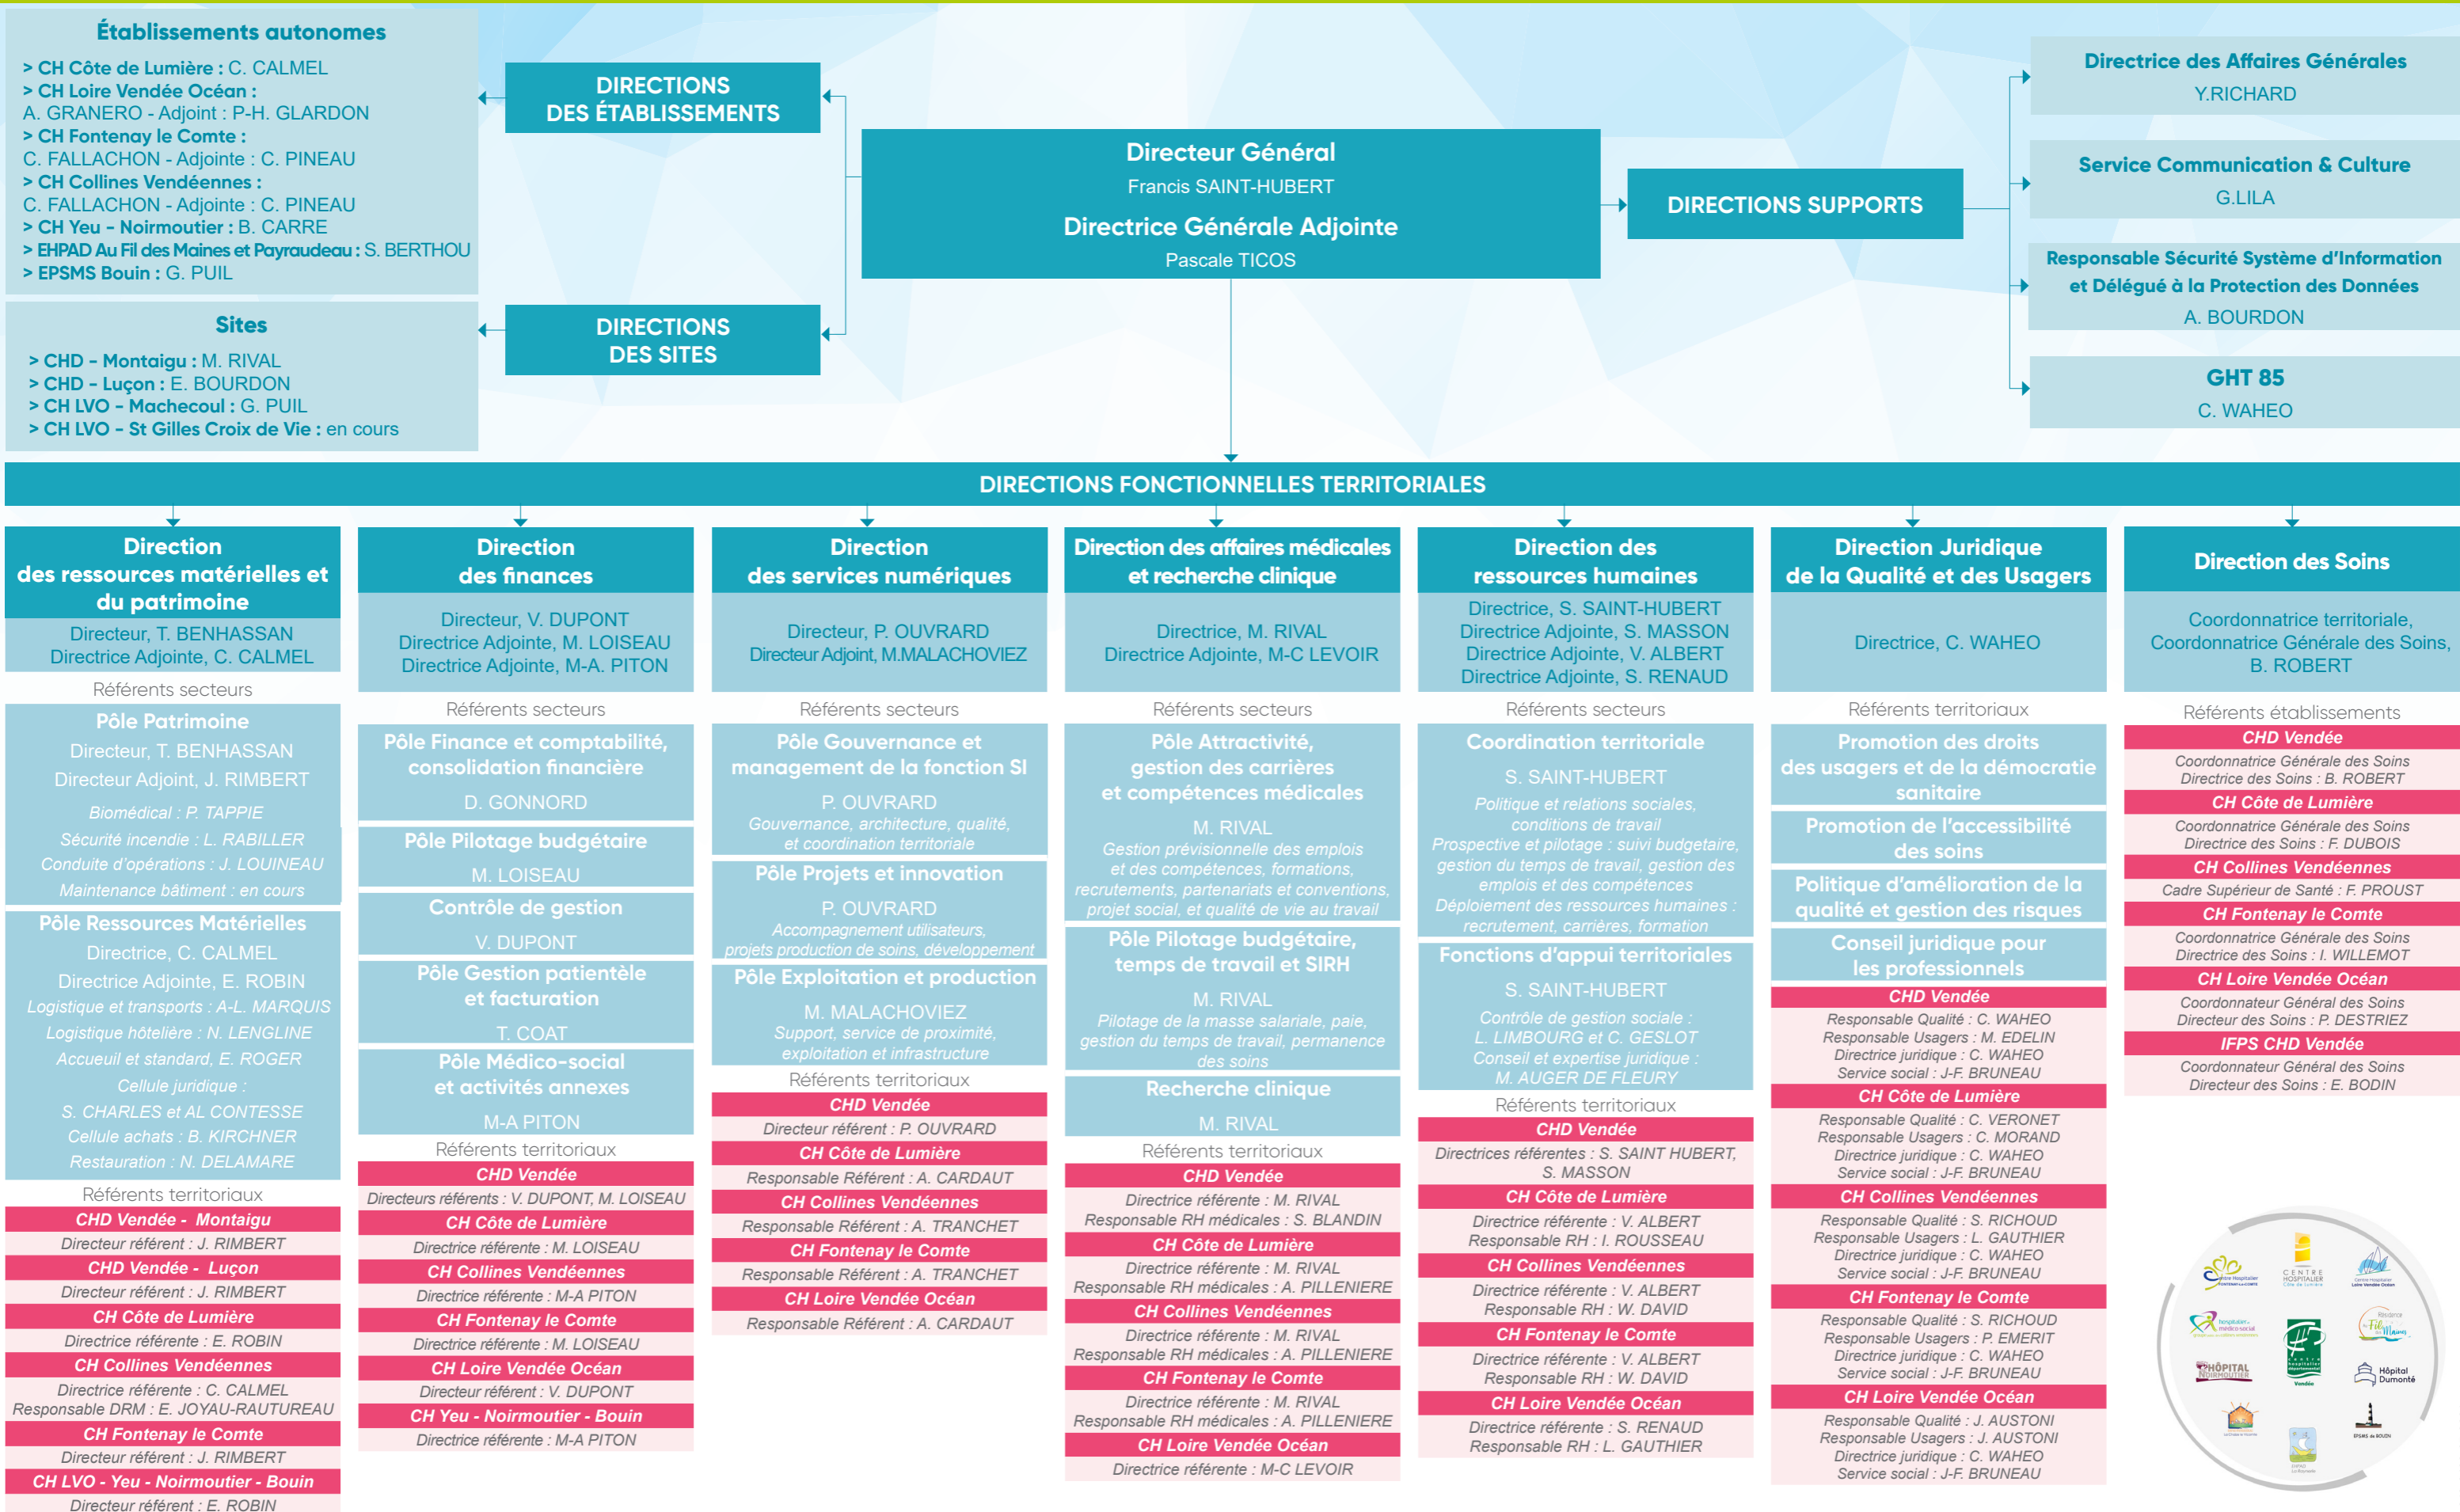 Établissements autonomes
> CH Côte de Lumière : C. CALMEL
> CH Loire Vendée Océan :
A. GRANERO - Adjoint : P-H. GLARDON
> CH Fontenay le Comte :
C. FALLACHON - Adjointe : C. PINEAU
> CH Collines Vendéennes :
C. FALLACHON - Adjointe : C. PINEAU
> CH Yeu - Noirmoutier : B. CARRE
> EHPAD Au Fil des Maines et Payraudeau : S. BERTHOU
> EPSMS Bouin : G. PUIL
Sites
> CHD - Montaigu : M. RIVAL
> CHD - Luçon : E. BOURDON
> CH LVO - Machecoul : G. PUIL
> CH LVO - St Gilles Croix de Vie : en cours
DIRECTIONS
DES ÉTABLISSEMENTS
DIRECTIONS
DES SITES
Directeur Général
Francis SAINT-HUBERT
Directrice Générale Adjointe
Pascale TICOS
DIRECTIONS SUPPORTS
Directrice des Affaires Générales
Y.RICHARD
Service Communication & Culture
G.LILA
Responsable Sécurité Système d'Information
et Délégué à la Protection des Données
A. BOURDON
GHT 85
C. WAHEO
DIRECTIONS FONCTIONNELLES TERRITORIALES
Direction
des ressources matérielles et
du patrimoine
Directeur, T. BENHASSAN
Directrice Adjointe, C. CALMEL
Référents secteurs
Pôle Patrimoine
Directeur, T. BENHASSAN
Directeur Adjoint, J. RIMBERT
Biomédical : P. TAPPIE
Sécurité incendie : L. RABILLER
Conduite d'opérations : J. LOUINEAU
Maintenance bâtiment : en cours
Pôle Ressources Matérielles
Directrice, C. CALMEL
Directrice Adjointe, E. ROBIN
Logistique et transports : A-L. MARQUIS
Logistique hôtelière : N. LENGLINE
Accueuil et standard, E. ROGER
Cellule juridique :
S. CHARLES et AL CONTESSE
Cellule achats : B. KIRCHNER
Restauration : N. DELAMARE
Référents territoriaux
CHD Vendée - Montaigu
Directeur référent : J. RIMBERT
CHD Vendée - Luçon
Directeur référent : J. RIMBERT
CH Côte de Lumière
Directrice référente : E. ROBIN
CH Collines Vendéennes
Directrice référente : C. CALMEL
Responsable DRM : E. JOYAU-RAUTUREAU
CH Fontenay le Comte
Directeur référent : J. RIMBERT
CH LVO - Yeu - Noirmoutier - Bouin
Directeur référent : E. ROBIN
Direction
des finances
Directeur, V. DUPONT
Directrice Adjointe, M. LOISEAU
Directrice Adjointe, M-A. PITON
Référents secteurs
Pôle Finance et comptabilité,
consolidation financière
D. GONNORD
Pôle Pilotage budgétaire
M. LOISEAU
Contrôle de gestion
V. DUPONT
Pôle Gestion patientèle
et facturation
T. COAT
Pôle Médico-social
et activités annexes
M-A PITON
Référents territoriaux
CHD Vendée
Directeurs référents : V. DUPONT, M. LOISEAU
CH Côte de Lumière
Directrice référente : M. LOISEAU
CH Collines Vendéennes
Directrice référente : M-A PITON
CH Fontenay le Comte
Directrice référente : M. LOISEAU
CH Loire Vendée Océan
Directeur référent : V. DUPONT
CH Yeu - Noirmoutier - Bouin
Directrice référente : M-A PITON
Direction
des services numériques
Directeur, P. OUVRARD
Directeur Adjoint, M.MALACHOVIEZ
Référents secteurs
Pôle Gouvernance et
management de la fonction SI
P. OUVRARD
Gouvernance, architecture, qualité,
et coordination territoriale
Pôle Projets et innovation
P. OUVRARD
Accompagnement utilisateurs,
projets production de soins, développement
Pôle Exploitation et production
M. MALACHOVIEZ
Support, service de proximité,
exploitation et infrastructure
Référents territoriaux
CHD Vendée
Directeur référent : P. OUVRARD
CH Côte de Lumière
Responsable Référent : A. CARDAUT
CH Collines Vendéennes
Responsable Référent : A. TRANCHET
CH Fontenay le Comte
Responsable Référent : A. TRANCHET
CH Loire Vendée Océan
Responsable Référent : A. CARDAUT
Direction des affaires médicales
et recherche clinique
Directrice, M. RIVAL
Directrice Adjointe, M-C LEVOIR
Référents secteurs
Pôle Attractivité,
gestion des carrières
et compétences médicales
M. RIVAL
Gestion prévisionnelle des emplois
et des compétences, formations,
recrutements, partenariats et conventions,
projet social, et qualité de vie au travail
Pôle Pilotage budgétaire,
temps de travail et SIRH
M. RIVAL
Pilotage de la masse salariale, paie,
gestion du temps de travail, permanence
des soins
Recherche clinique
M. RIVAL
Référents territoriaux
CHD Vendée
Directrice référente : M. RIVAL
Responsable RH médicales : S. BLANDIN
CH Côte de Lumière
Directrice référente : M. RIVAL
Responsable RH médicales : A. PILLENIERE
CH Collines Vendéennes
Directrice référente : M. RIVAL
Responsable RH médicales : A. PILLENIERE
CH Fontenay le Comte
Directrice référente : M. RIVAL
Responsable RH médicales : A. PILLENIERE
CH Loire Vendée Océan
Directrice référente : M-C LEVOIR
Direction des
ressources humaines
Directrice, S. SAINT-HUBERT
Directrice Adjointe, S. MASSON
Directrice Adjointe, V. ALBERT
Directrice Adjointe, S. RENAUD
Référents secteurs
Coordination territoriale
S. SAINT-HUBERT
Politique et relations sociales,
conditions de travail
Prospective et pilotage : suivi budgetaire,
gestion du temps de travail, gestion des
emplois et des compétences
Déploiement des ressources humaines :
recrutement, carrières, formation
Fonctions d'appui territoriales
S. SAINT-HUBERT
Contrôle de gestion sociale :
L. LIMBOURG et C. GESLOT
Conseil et expertise juridique :
M. AUGER DE FLEURY
Référents territoriaux
CHD Vendée
Directrices référentes : S. SAINT HUBERT,
S. MASSON
CH Côte de Lumière
Directrice référente : V. ALBERT
Responsable RH : I. ROUSSEAU
CH Collines Vendéennes
Directrice référente : V. ALBERT
Responsable RH : W. DAVID
CH Fontenay le Comte
Directrice référente : V. ALBERT
Responsable RH : W. DAVID
CH Loire Vendée Océan
Directrice référente : S. RENAUD
Responsable RH : L. GAUTHIER
Direction Juridique
de la Qualité et des Usagers
Directrice, C. WAHEO
Référents territoriaux
Promotion des droits
des usagers et de la démocratie
sanitaire
Promotion de l'accessibilité
des soins
Politique d'amélioration de la
qualité et gestion des risques
Conseil juridique pour
les professionnels
CHD Vendée
Responsable Qualité : C. WAHEO
Responsable Usagers : M. EDELIN
Directrice juridique : C. WAHEO
Service social : J-F. BRUNEAU
CH Côte de Lumière
Responsable Qualité : C. VERONET
Responsable Usagers : C. MORAND
Directrice juridique : C. WAHEO
Service social : J-F. BRUNEAU
CH Collines Vendéennes
Responsable Qualité : S. RICHOUD
Responsable Usagers : L. GAUTHIER
Directrice juridique : C. WAHEO
Service social : J-F. BRUNEAU
CH Fontenay le Comte
Responsable Qualité : S. RICHOUD
Responsable Usagers : P. EMERIT
Directrice juridique : C. WAHEO
Service social : J-F. BRUNEAU
CH Loire Vendée Océan
Responsable Qualité : J. AUSTONI
Responsable Usagers : J. AUSTONI
Directrice juridique : C. WAHEO
Service social : J-F. BRUNEAU
Direction des Soins
Coordonnatrice territoriale,
Coordonnatrice Générale des Soins,
B. ROBERT
Référents établissements
CHD Vendée
Coordonnatrice Générale des Soins
Directrice des Soins : B. ROBERT
CH Côte de Lumière
Coordonnatrice Générale des Soins
Directrice des Soins : F. DUBOIS
CH Collines Vendéennes
Cadre Supérieur de Santé : F. PROUST
CH Fontenay le Comte
Coordonnatrice Générale des Soins
Directrice des Soins : I. WILLEMOT
CH Loire Vendée Océan
Coordonnateur Général des Soins
Directeur des Soins : P. DESTRIEZ
IFPS CHD Vendée
Coordonnateur Général des Soins
Directeur des Soins : E. BODIN
Centre Hospitalier
FONTENAY-LE-COMTE
CENTRE
HOSPITALIER
Côte de Lumière
Centre Hospitalier
Loire Vendée Océan
hospitalier
médico-social
Résidence
Fil
Maines
centre
hospitalier
départemental
Vendée
HÔPITAL
NOIRMOUTIER
Hôpital
Dumonté
EPSMS de BOUIN
EHPAD